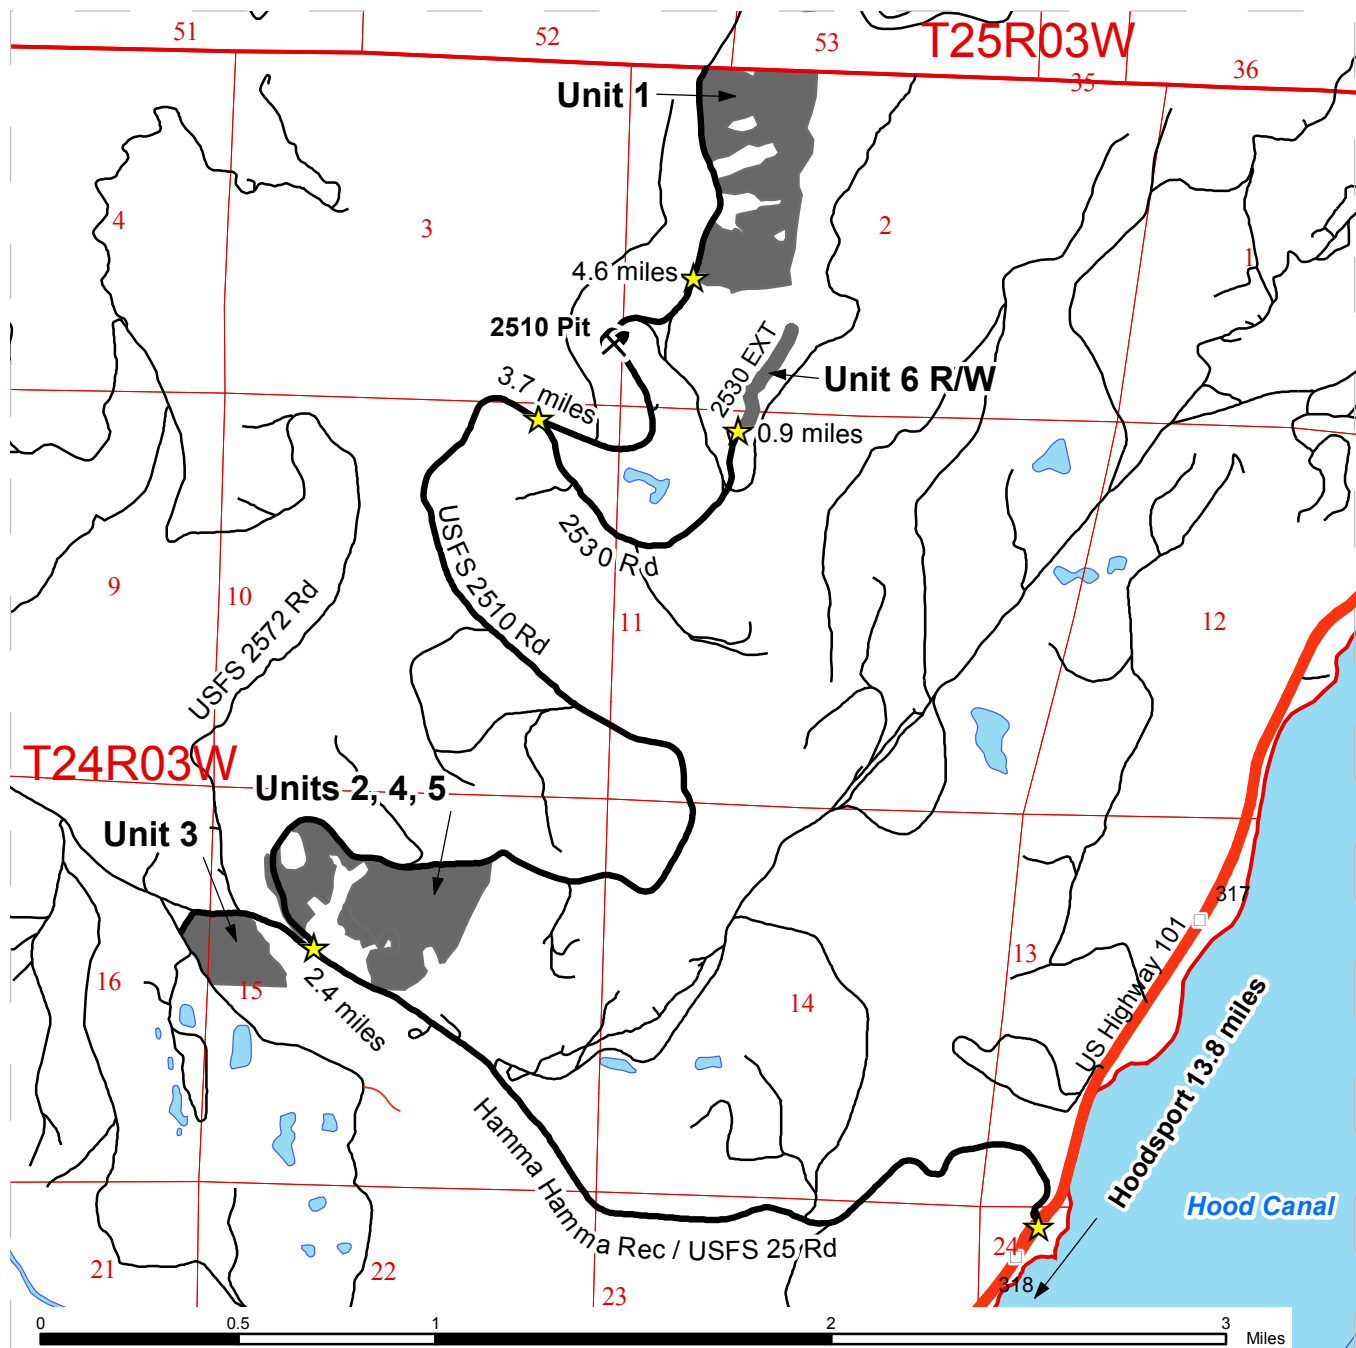 51
52
53
T25R03W
35
36
Unit 1
4
3
2
1
4.6 miles
2510 Pit
2530 EXT
Unit 6 R/W
3.7 miles
0.9 miles
USFS 2510 Rd
2530 Rd
9
10
11
12
USFS 2572 Rd
T24R03W
Units 2, 4, 5
Unit 3
317
US Highway 101
13
16
15
14
2.4 miles
Hoodsport 13.8 miles
Hamma Hamma Rec / USFS 25 Rd
Hood Canal
24
21
22
23
318
0 0.5 1 2 3 Miles